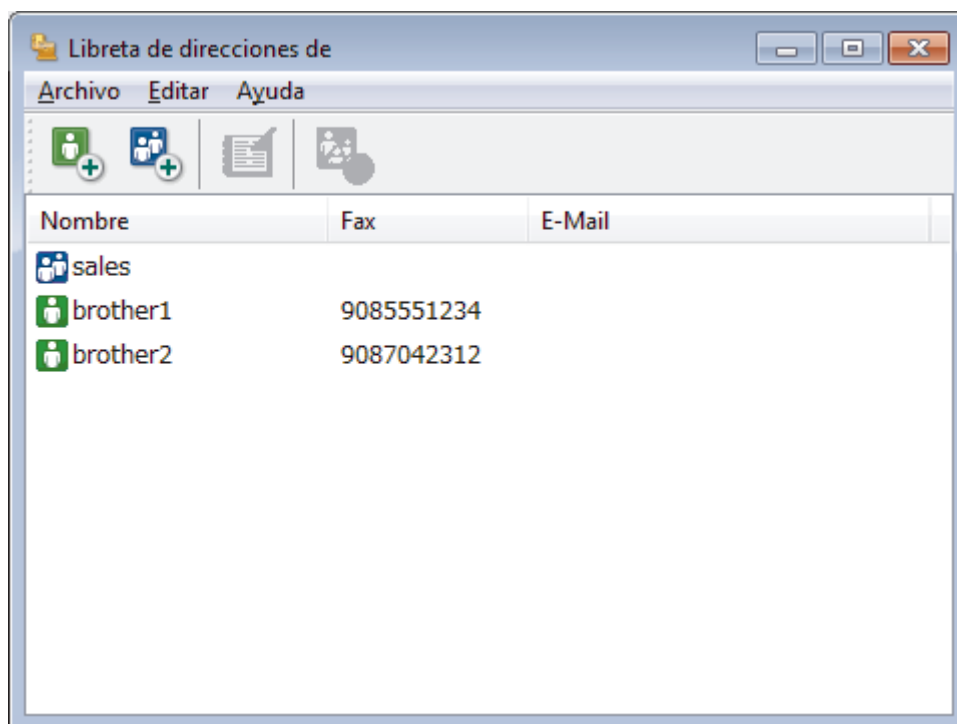 Libreta de direcciones de
Archivo Editar Ayuda
Nombre Fax E-Mail
sales
brother1 9085551234
brother2 9087042312